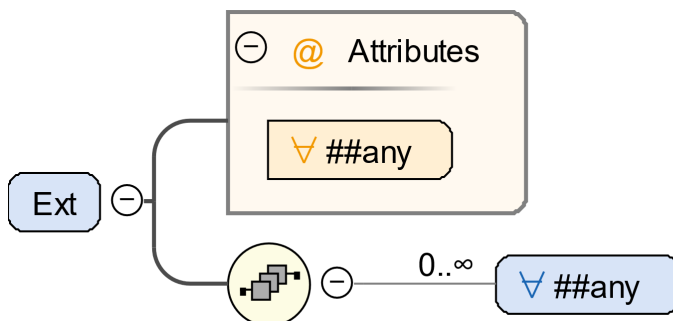 @ Attributes
∀ ##any
Ext
0..∞
∀ ##any